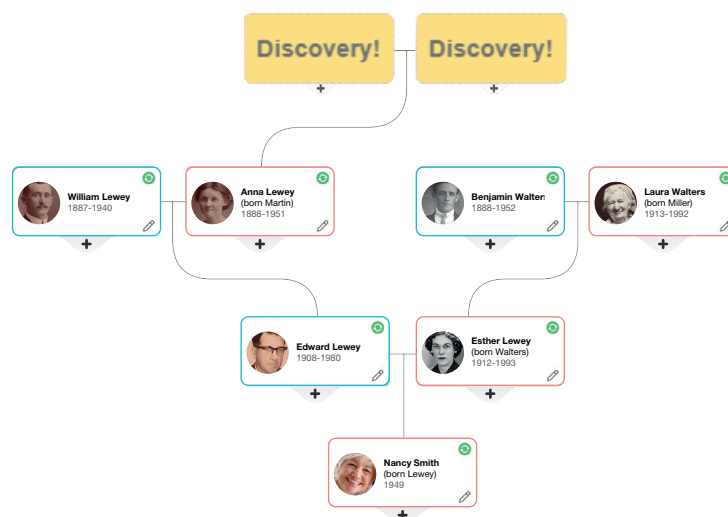 Discovery!
Discovery!
William Lewey
1887-1940
Anna Lewey
(born Martin)
1888-1951
Benjamin Walter
1888-1952
Laura Walters
(born Miller)
1913-1992
Edward Lewey
1908-1980
Esther Lewey
(born Walters)
1912-1993
Nancy Smith
(born Lewey)
1949